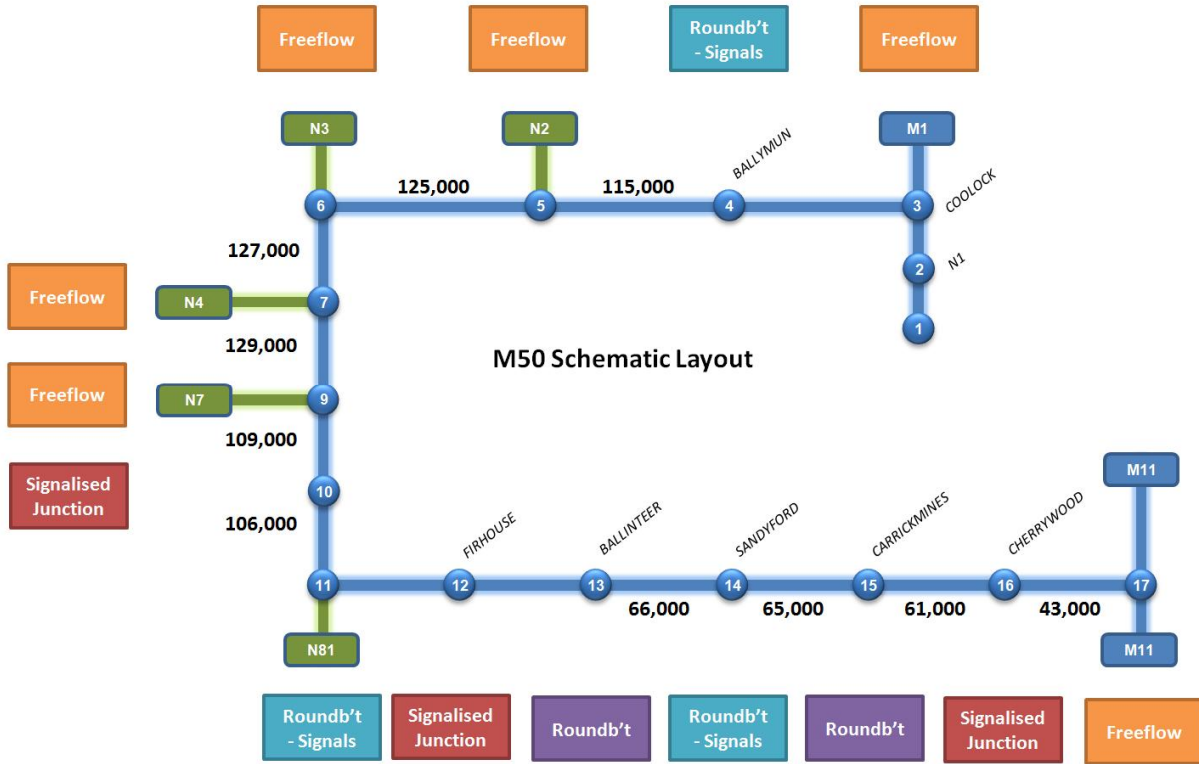 Freeflow
Freeflow
Roundb't
- Signals
Freeflow
N3
N2
M1
BALLYMUN
COOLOCK
125,000
115,000
6
5
4
3
127,000
N1
2
Freeflow
N4
7
1
129,000
M50 Schematic Layout
Freeflow
N7
9
109,000
Signalised
Junction
10
M11
106,000
FIRHOUSE
BALLINTEER
SANDYFORD
CARRICKMINES
CHERRYWOOD
11
12
13
14
15
16
17
66,000
65,000
61,000
43,000
N81
M11
Roundb't
- Signals
Signalised
Junction
Roundb't
Roundb't
- Signals
Roundb't
Signalised
Junction
Freeflow